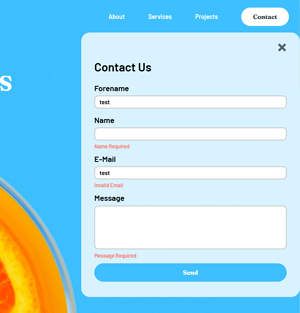 About Services Projects Contact
s
Contact Us
Forename
test
Name
Name Required
E-Mail
test
Invalid Email
Message
Message Required
Send